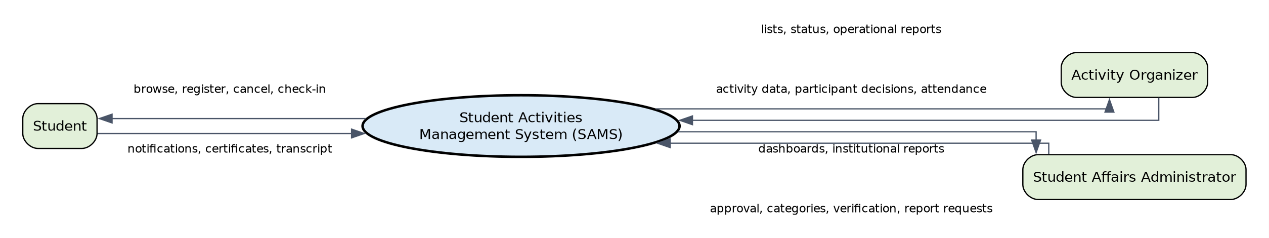 lists, status, operational reports
Activity Organizer
browse, register, cancel, check-in
activity data, participant decisions, attendance
Student
Student Activities
Management System (SAMS)
notifications, certificates, transcript
dashboards, institutional reports
Student Affairs Administrator
approval, categories, verification, report requests